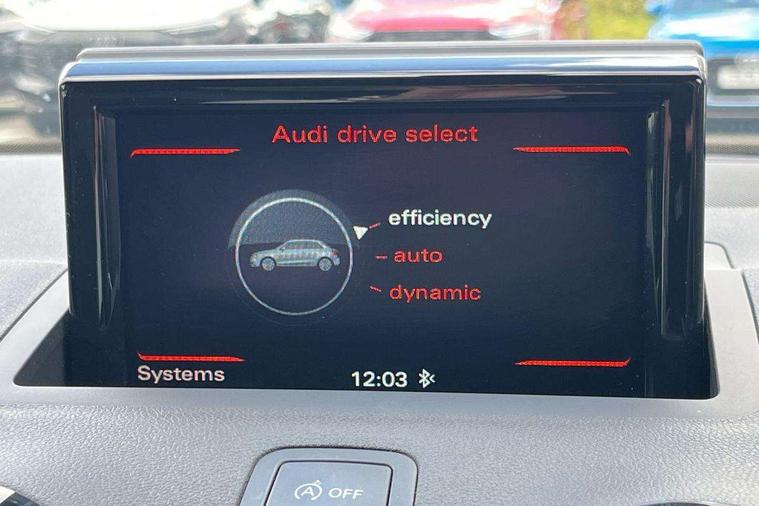 Audi drive select
efficiency
auto
dynamic
Systems
12:03
A OFF